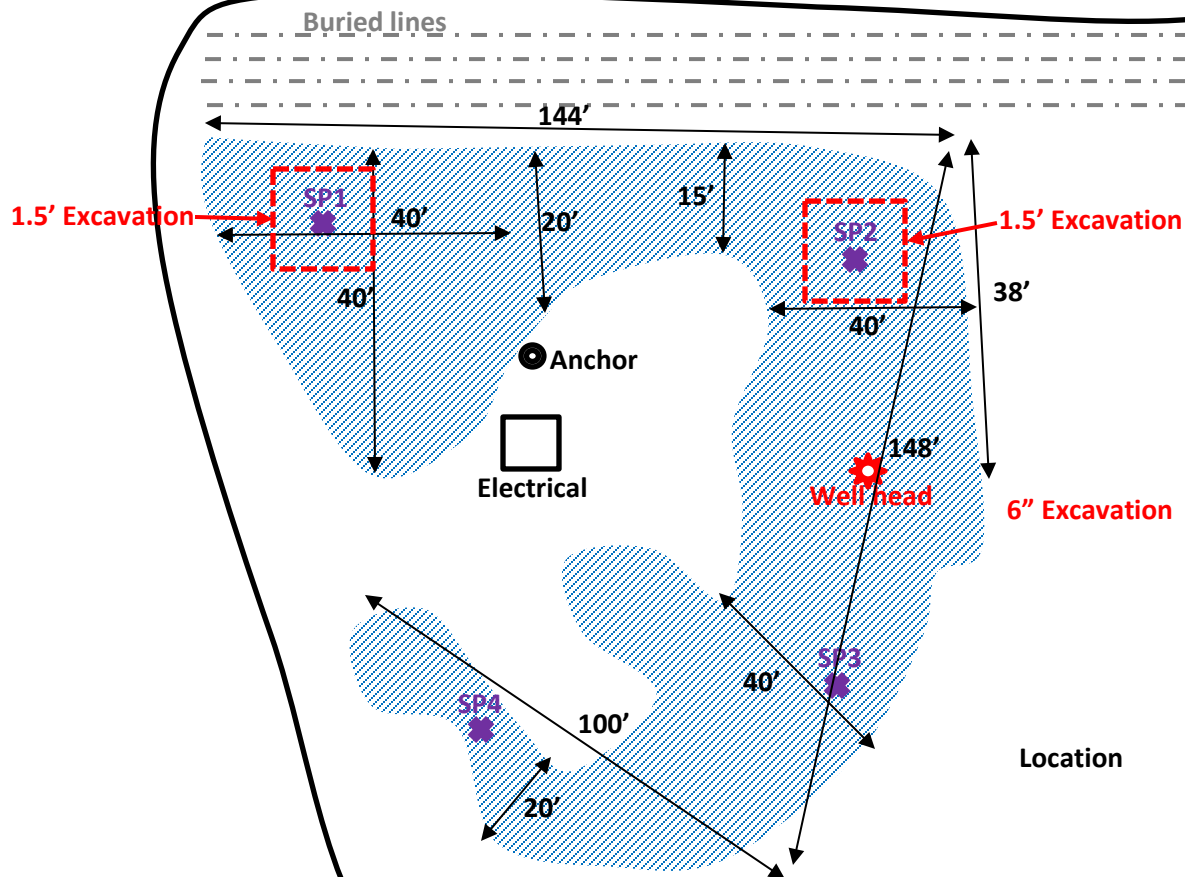 Buried lines
144'
SP1
1.5’ Excavation
40’
20’
15’
SP2
1.5’ Excavation
40’
40’
38’
Anchor
148’
Electrical
Well head
6” Excavation
SP3
40’
SP4
100’
Location
20’